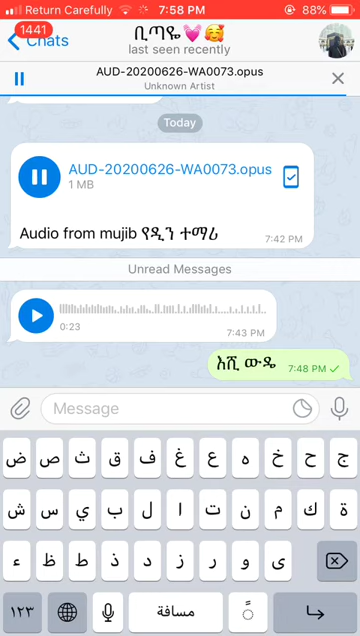 Return Carefully 7:58 PM 88%
1441
Chats
ቢጣዬ💓🥰
last seen recently
AUD-20200626-WA0073.opus
Unknown Artist
Today
AUD-20200626-WA0073.opus
1 MB
Audio from mujib የዲን ተማሪ
7:42 PM
Unread Messages
0:23
7:43 PM
እሺ ውዴ 7:48 PM
Message
ض ص ث ق ف غ ع ه خ ح ج
ش س ي ب ل ا ت ن م ك ة
ء ظ ط ذ د ز ر و ى
١٢٣ مسافة